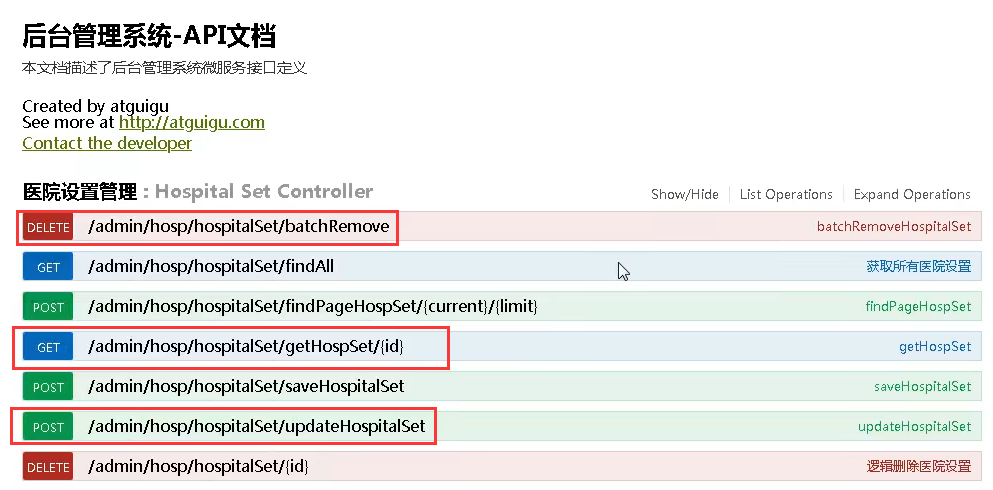 后台管理系统-API文档
本文档描述了后台管理系统微服务接口定义
Created by atguigu
See more at http://atguigu.com
Contact the developer
医院设置管理 : Hospital Set Controller Show/Hide List Operations Expand Operations
DELETE /admin/hosp/hospitalSet/batchRemove batchRemoveHospitalSet
GET /admin/hosp/hospitalSet/findAll 获取所有医院设置
POST /admin/hosp/hospitalSet/findPageHospSet/{current}/{limit} findPageHospSet
GET /admin/hosp/hospitalSet/getHospSet/{id} getHospSet
POST /admin/hosp/hospitalSet/saveHospitalSet saveHospitalSet
POST /admin/hosp/hospitalSet/updateHospitalSet updateHospitalSet
DELETE /admin/hosp/hospitalSet/{id} 逻辑删除医院设置